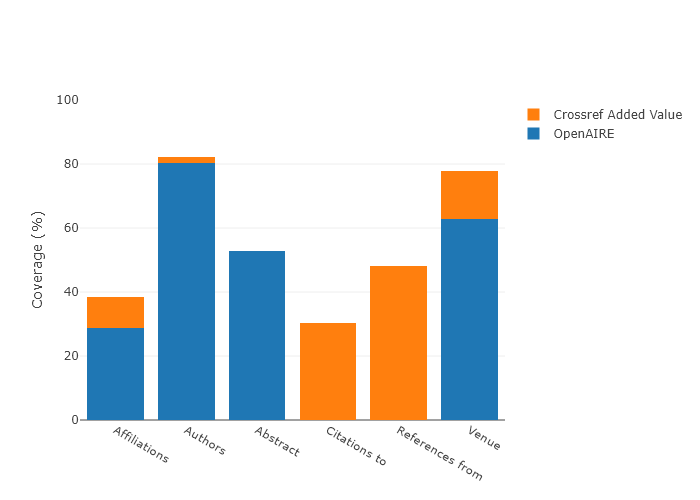 100
80
60
40
20
0
Coverage (%)
Affiliations
Authors
Abstract
Citations to
References from
Venue
Crossref Added Value
OpenAIRE